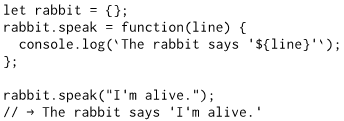 let rabbit = {};
rabbit.speak = function(line) {
  console.log(`The rabbit says '${line}'`);
};

rabbit.speak("I'm alive.");
// → The rabbit says 'I'm alive.'